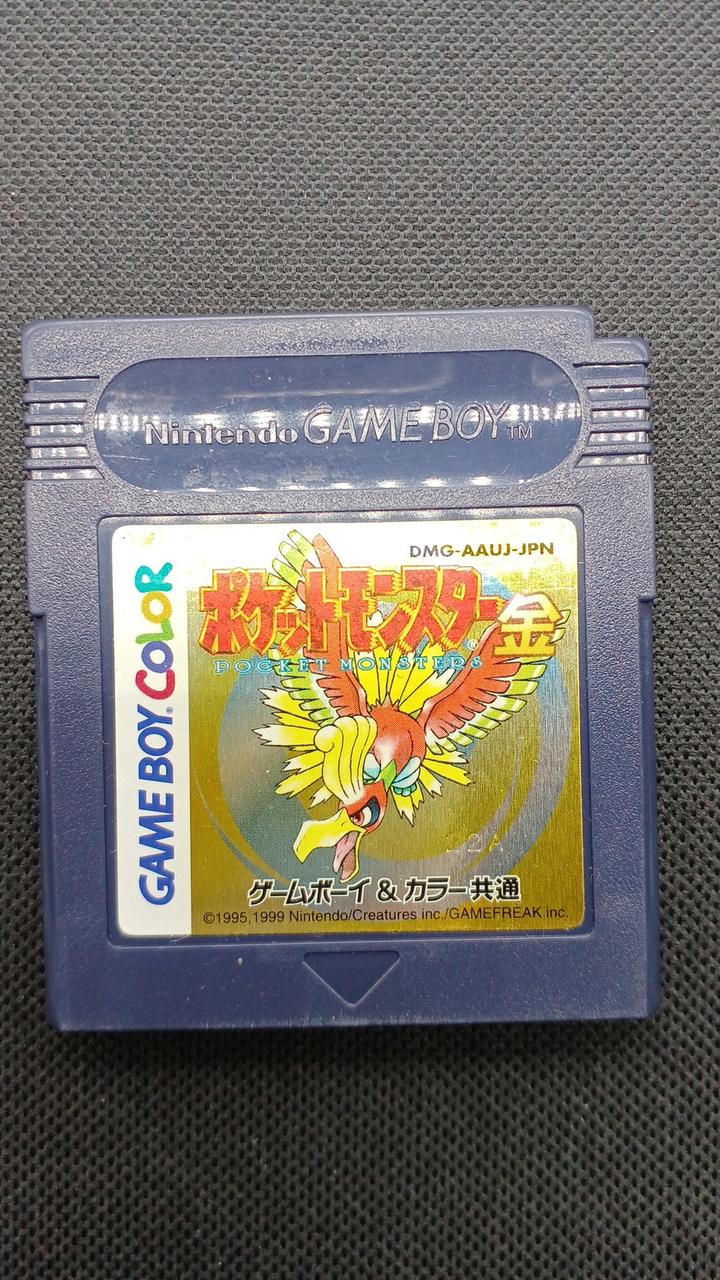 Nintendo GAME BOY™
DMG-AAUJ-JPN
ポケットモンスター金
POCKET MONSTERS
GAME BOY® COLOR
22A
ゲームボーイ & カラー共通
©1995,1999 Nintendo/Creatures inc./GAMEFREAK inc.